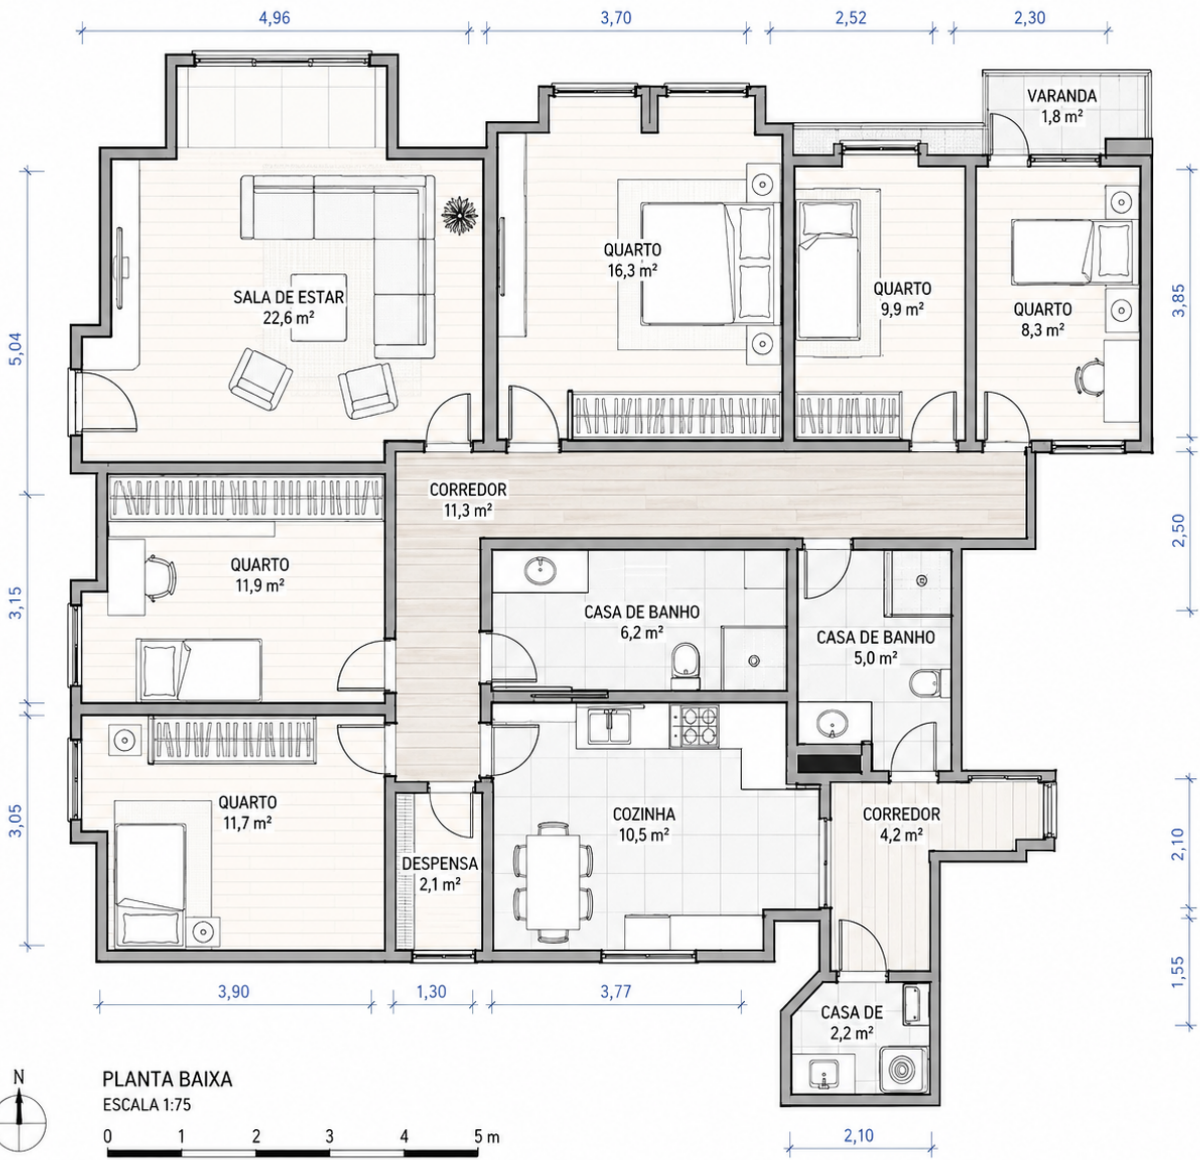 4,96
3,70
2,52
2,30
VARANDA
1,8 m²
SALA DE ESTAR
22,6 m²
QUARTO
16,3 m²
QUARTO
9,9 m²
QUARTO
8,3 m²
5,04
3,85
CORREDOR
11,3 m²
2,50
QUARTO
11,9 m²
3,15
CASA DE BANHO
6,2 m²
CASA DE BANHO
5,0 m²
QUARTO
11,7 m²
3,05
COZINHA
10,5 m²
CORREDOR
4,2 m²
2,10
DESPENSA
2,1 m²
1,55
3,90
1,30
3,77
CASA DE
2,2 m²
N
PLANTA BAIXA
ESCALA 1:75
0 1 2 3 4 5 m
2,10